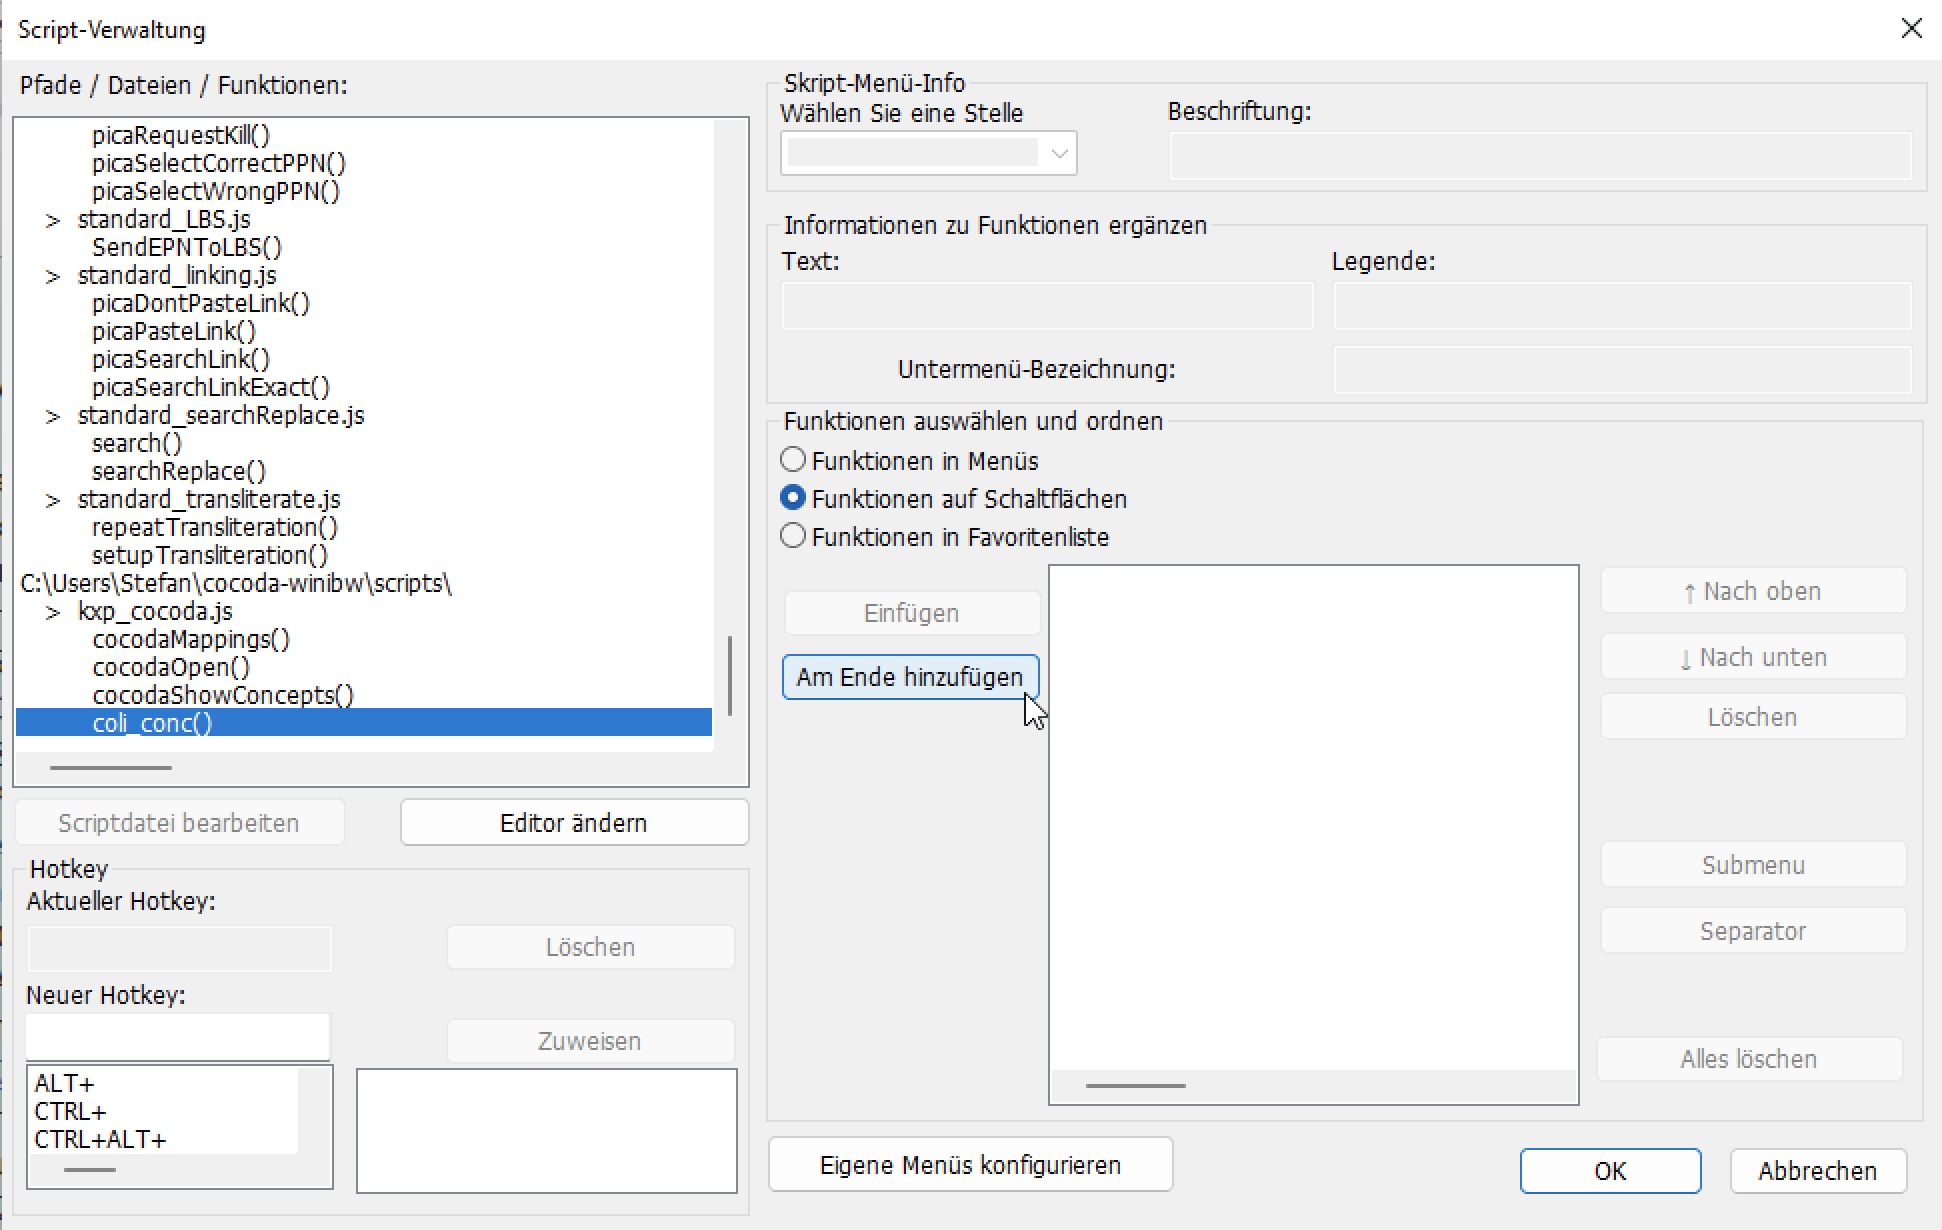 Script-Verwaltung
Pfade / Dateien / Funktionen:
picaRequestKill()
picaSelectCorrectPPN()
picaSelectWrongPPN()
> standard_LBS.js
SendEPNToLBS()
> standard_linking.js
picaDontPasteLink()
picaPasteLink()
picaSearchLink()
picaSearchLinkExact()
> standard_searchReplace.js
search()
searchReplace()
> standard_transliterate.js
repeatTransliteration()
setupTransliteration()
C:\Users\Stefan\cocoda-winibw\scripts\
> kxp_cocoda.js
cocodaMappings()
cocodaOpen()
cocodaShowConcepts()
coli_conc()
Scriptdatei bearbeiten
Editor ändern
Hotkey
Aktueller Hotkey:
Löschen
Neuer Hotkey:
Zuweisen
ALT+
CTRL+
CTRL+ALT+
Skript-Menü-Info
Wählen Sie eine Stelle
Beschriftung:
Informationen zu Funktionen ergänzen
Text:
Legende:
Untermenü-Bezeichnung:
Funktionen auswählen und ordnen
Funktionen in Menüs
Funktionen auf Schaltflächen
Funktionen in Favoritenliste
Einfügen
Am Ende hinzufügen
↑ Nach oben
↓ Nach unten
Löschen
Submenu
Separator
Alles löschen
Eigene Menüs konfigurieren
OK
Abbrechen